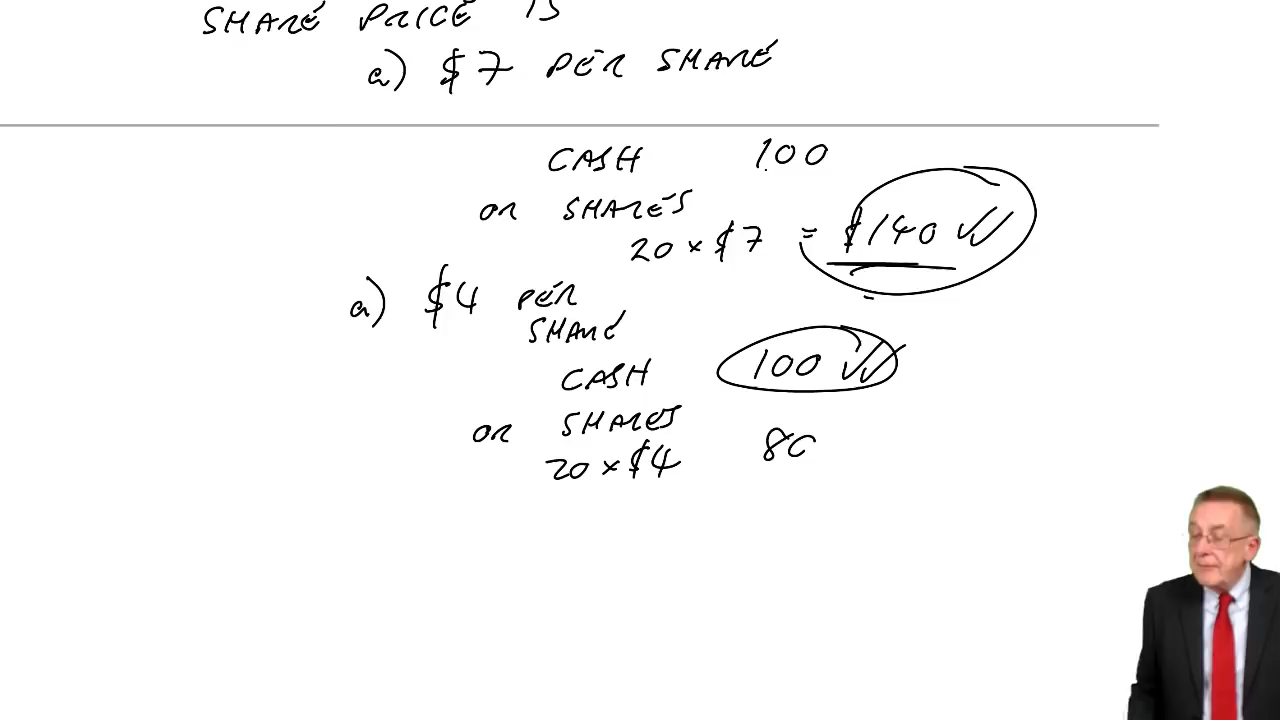 SHARE PRICE IS
a) $7 PER SHARE
CASH 100
OR SHARES
20 × $7 = $140 ✓✓
a) $4 PER
SHARE
CASH 100 ✓✓
OR SHARES
20 × $4 80